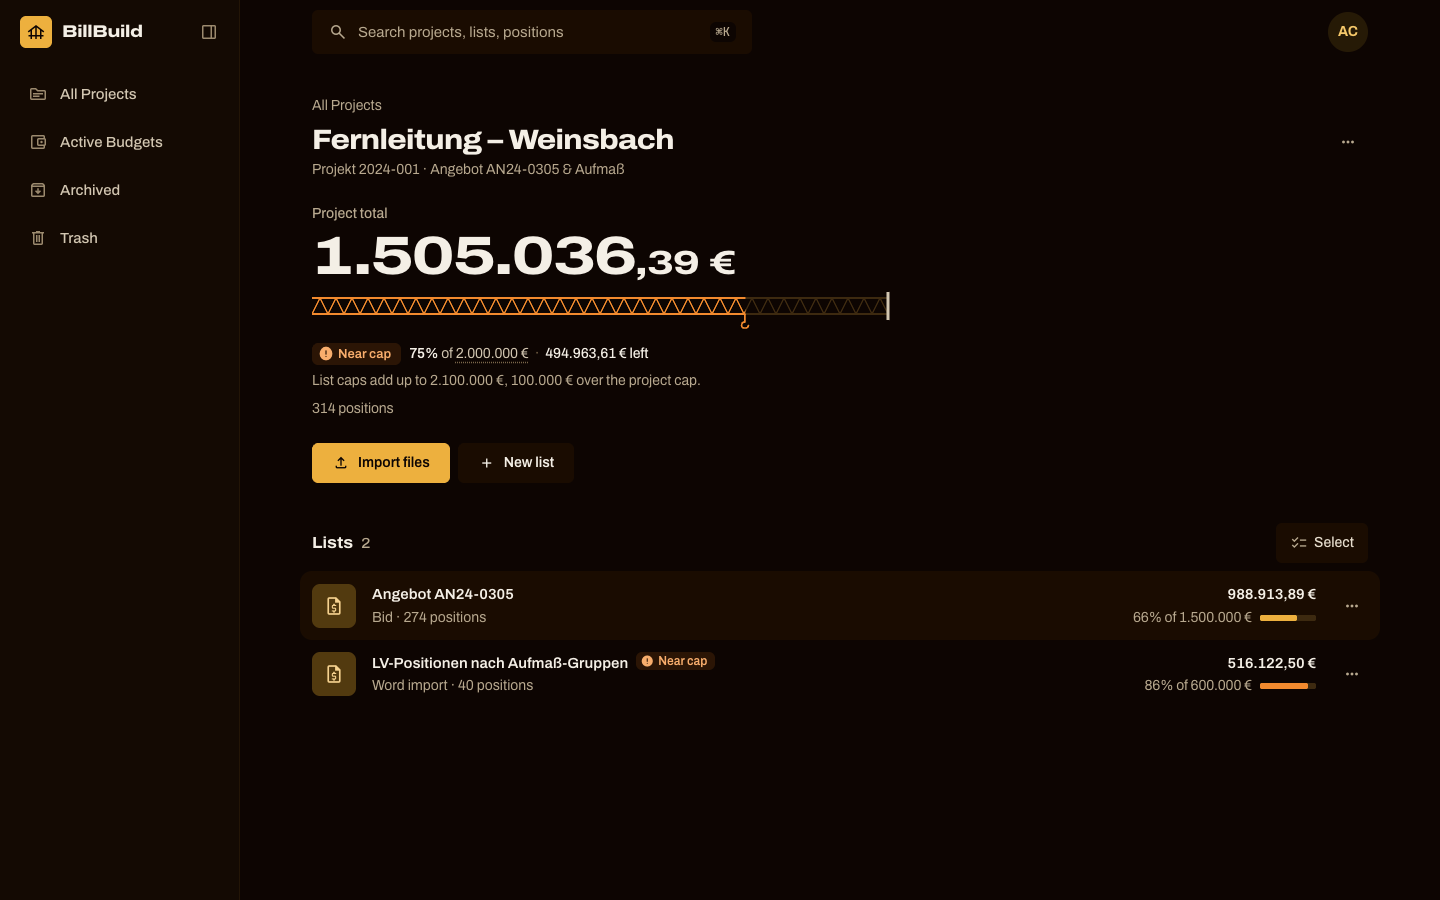 BillBuild
Search projects, lists, positions
⌘K
AC
All Projects
Active Budgets
Archived
Trash
All Projects
Fernleitung – Weinsbach
Projekt 2024-001 · Angebot AN24-0305 & Aufmaß
Project total
1.505.036,39 €
Near cap 75% of 2.000.000 € · 494.963,61 € left
List caps add up to 2.100.000 €, 100.000 € over the project cap.
314 positions
Import files
New list
Lists 2
Select
Angebot AN24-0305
988.913,89 €
Bid · 274 positions
66% of 1.500.000 €
LV-Positionen nach Aufmaß-Gruppen Near cap
516.122,50 €
Word import · 40 positions
86% of 600.000 €